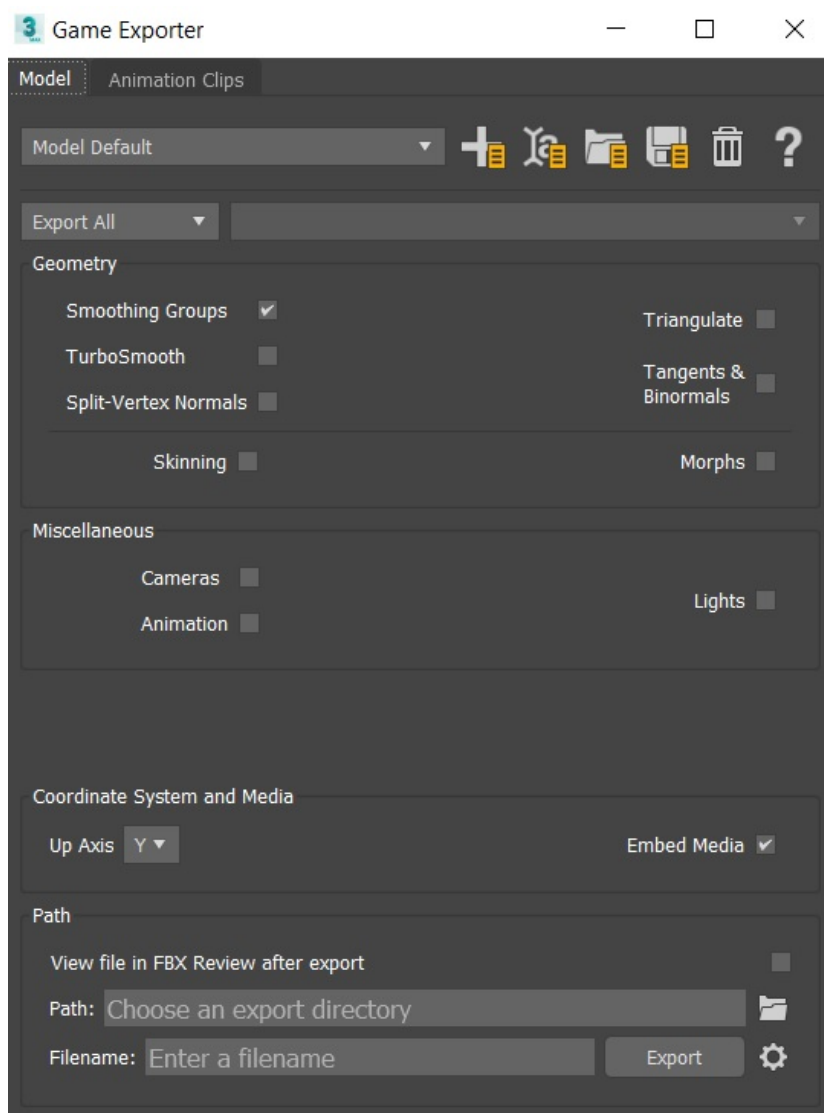 Game Exporter
Model
Animation Clips
Model Default
Export All
Geometry
Smoothing Groups
Triangulate
TurboSmooth
Tangents &
Binormals
Split-Vertex Normals
Skinning
Morphs
Miscellaneous
Cameras
Lights
Animation
Coordinate System and Media
Up Axis Y
Embed Media
Path
View file in FBX Review after export
Path: Choose an export directory
Filename: Enter a filename
Export